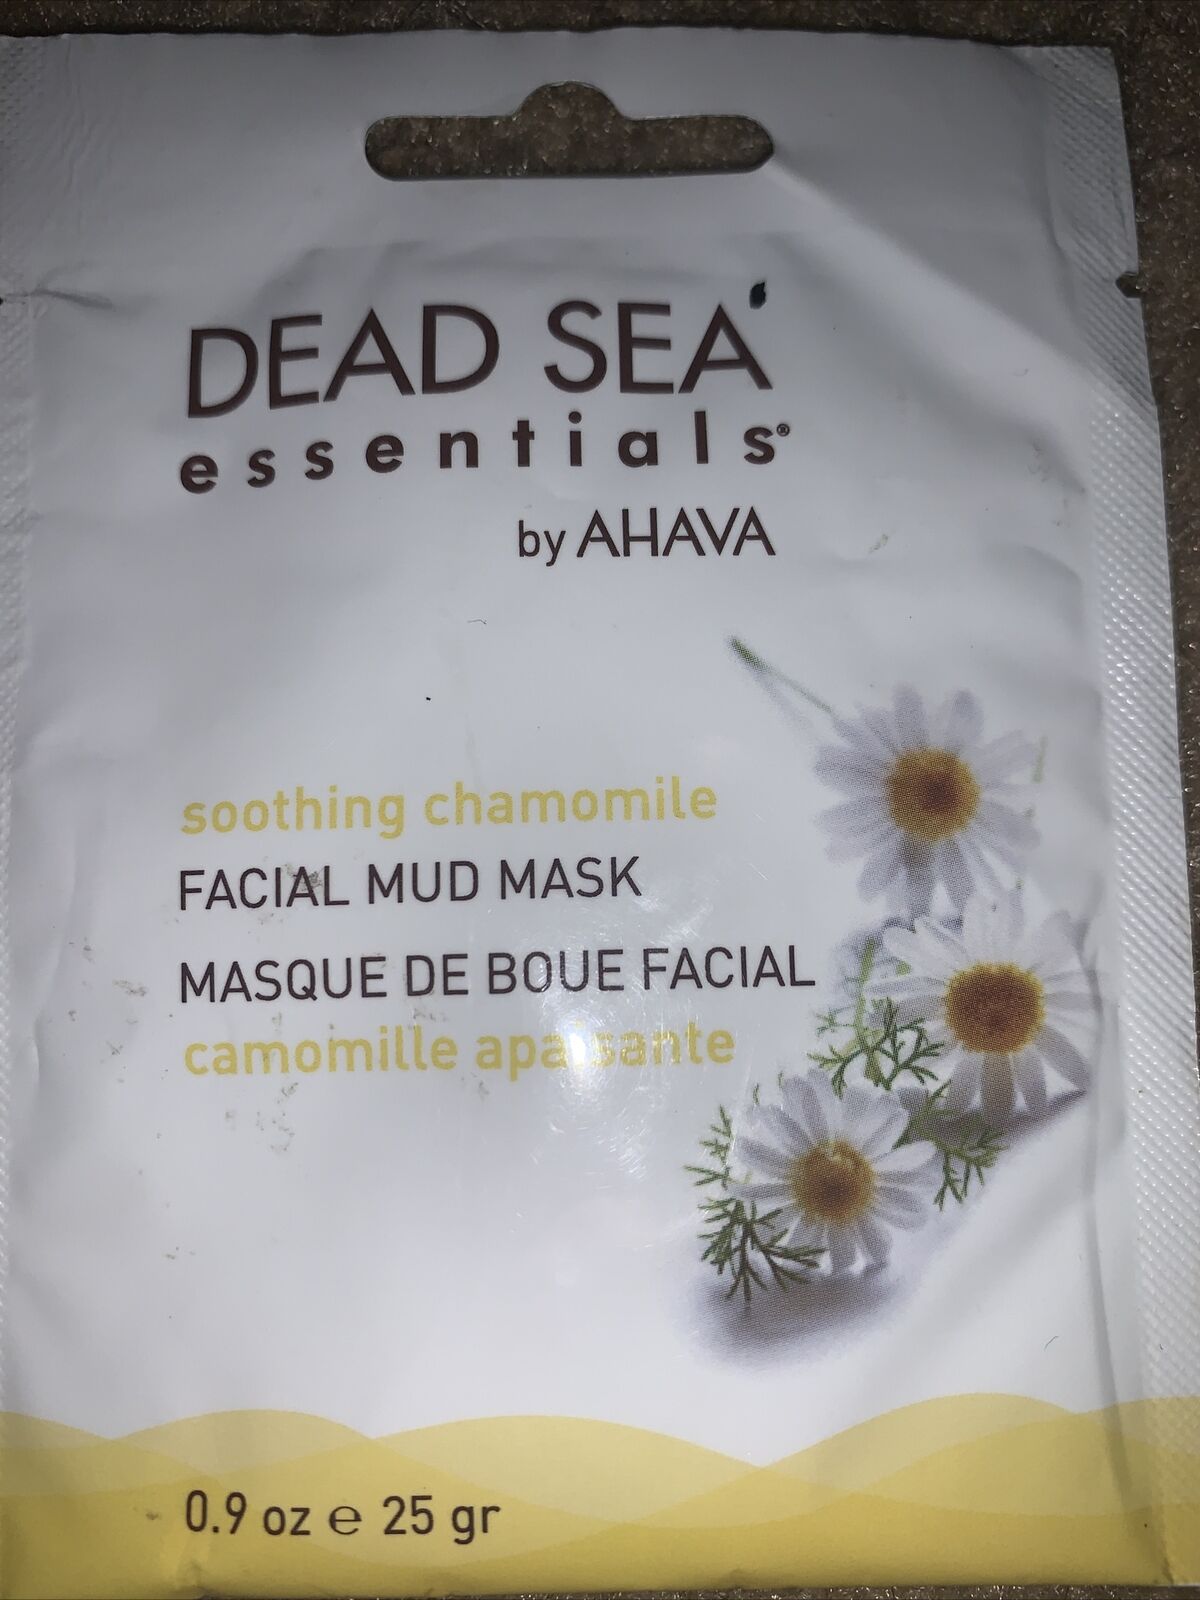 DEAD SEA
essentials®
by AHAVA
soothing chamomile
FACIAL MUD MASK
MASQUE DE BOUE FACIAL
camomille apaisante
0.9 oz ℮ 25 gr